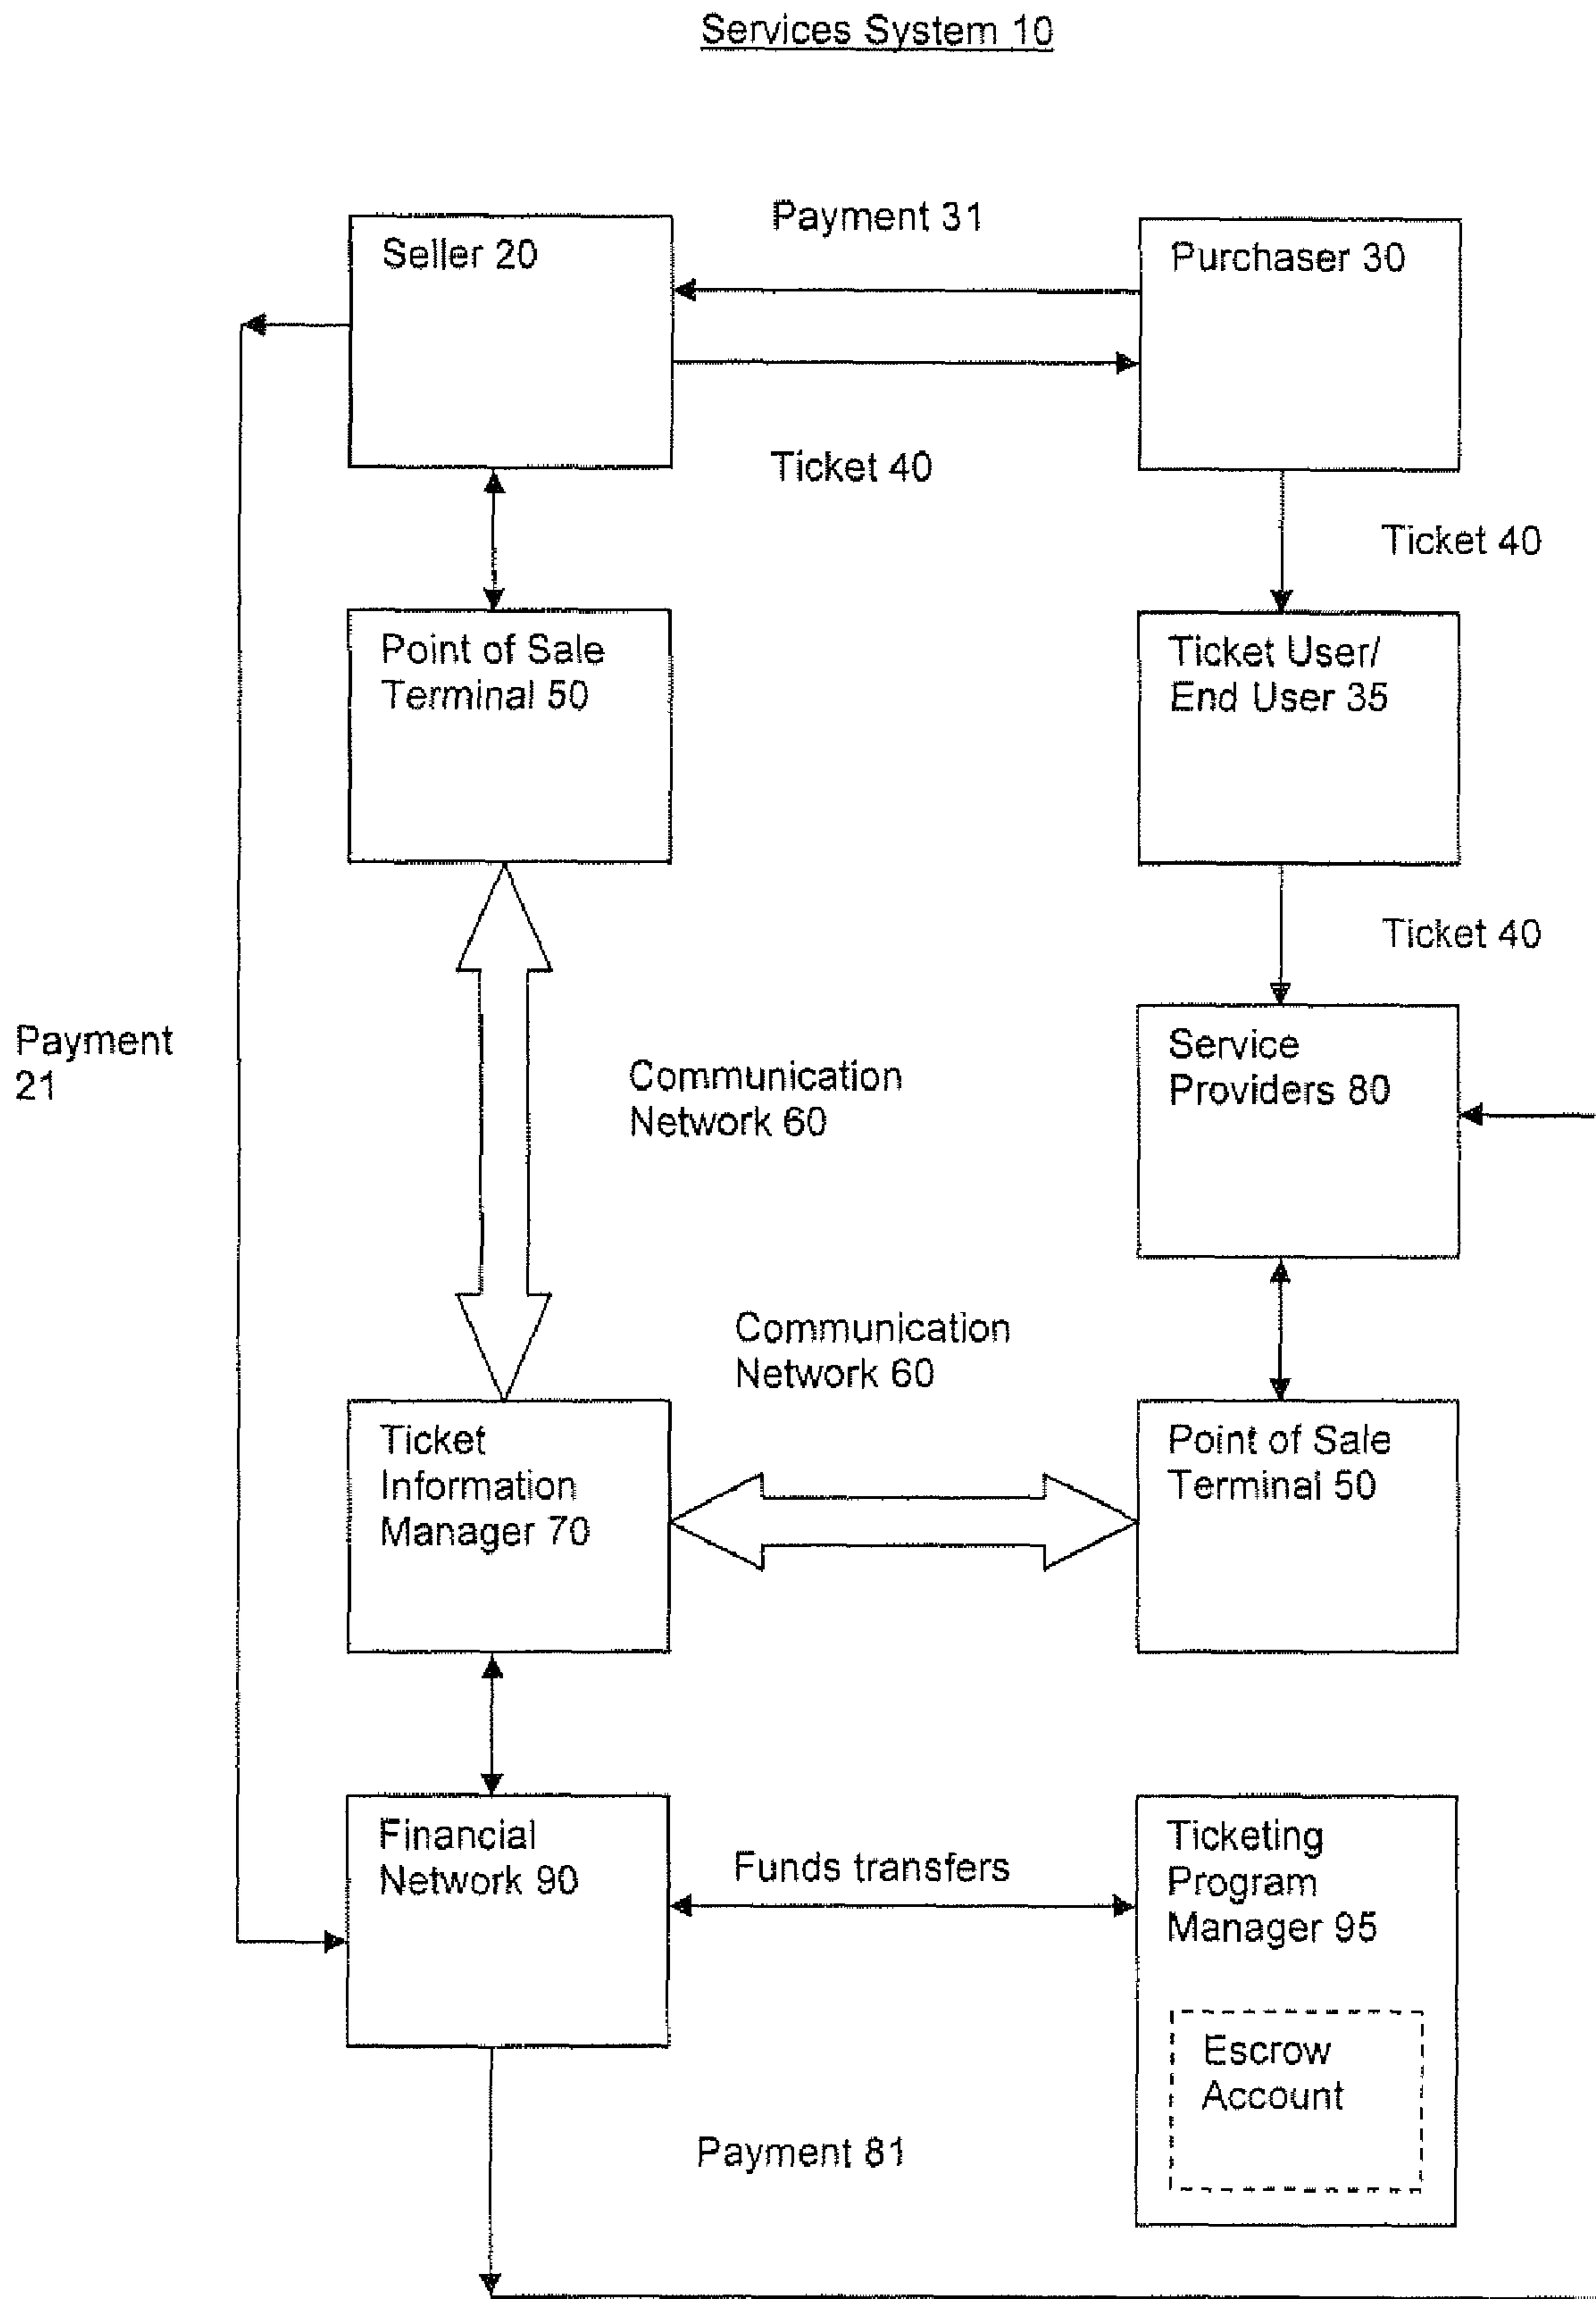 Services System 10
Payment 31
Seller 20
Purchaser 30
Ticket 40
Ticket 40
Point of Sale
Terminal 50
Ticket User/
End User 35
Ticket 40
Payment
21
Communication
Network 60
Service
Providers 80
Communication
Network 60
Ticket
Information
Manager 70
Point of Sale
Terminal 50
Financial
Network 90
Funds transfers
Ticketing
Program
Manager 95
Escrow
Account
Payment 81